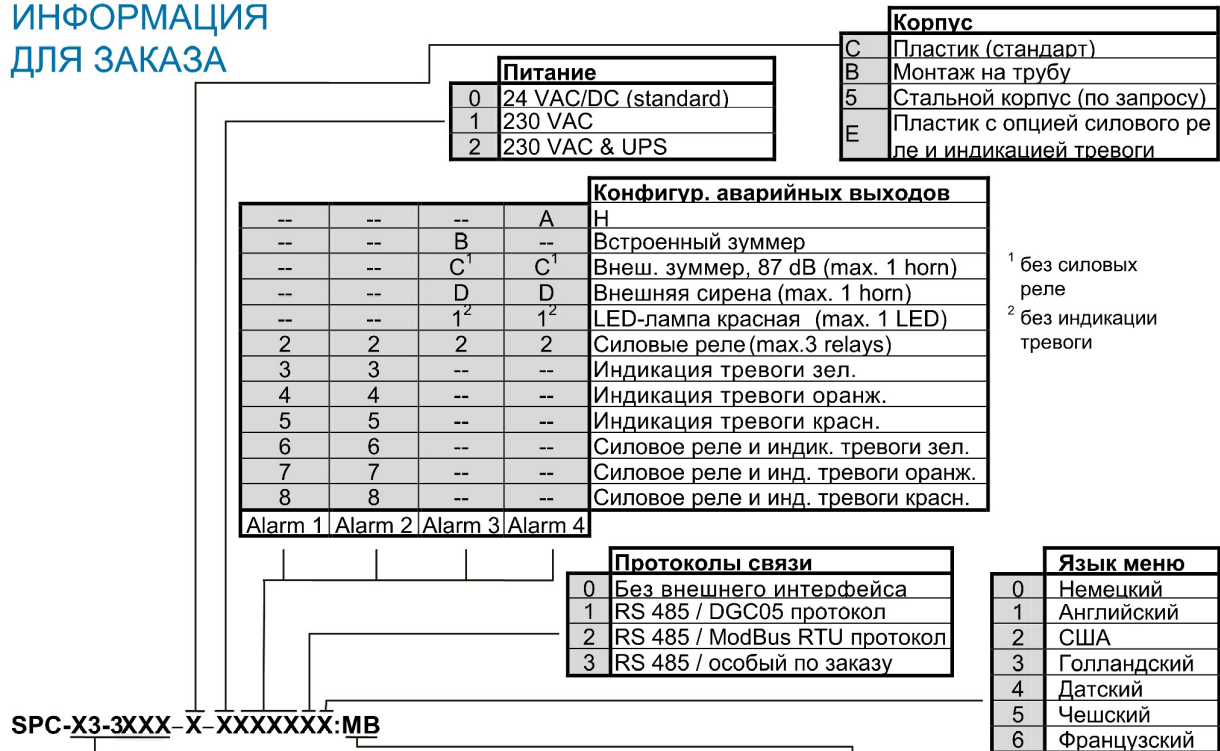 ИНФОРМАЦИЯ
ДЛЯ ЗАКАЗА
Корпус
C Пластик (стандарт)
B Монтаж на трубу
5 Стальной корпус (по запросу)
E Пластик с опцией силового ре
ле и индикацией тревоги
Питание
0 24 VAC/DC (standard)
1 230 VAC
2 230 VAC & UPS
Конфигур. аварийных выходов
-- -- -- A Н
-- -- B -- Встроенный зуммер
-- -- C¹ C¹ Внеш. зуммер, 87 dB (max. 1 horn)
-- -- D D Внешняя сирена (max. 1 horn)
-- -- 1² 1² LED-лампа красная (max. 1 LED)
2 2 2 2 Силовые реле (max.3 relays)
3 3 -- -- Индикация тревоги зел.
4 4 -- -- Индикация тревоги оранж.
5 5 -- -- Индикация тревоги красн.
6 6 -- -- Силовое реле и индик. тревоги зел.
7 7 -- -- Силовое реле и инд. тревоги оранж.
8 8 -- -- Силовое реле и инд. тревоги красн.
Alarm 1 Alarm 2 Alarm 3 Alarm 4
¹ без силовых
реле
² без индикации
тревоги
Протоколы связи
0 Без внешнего интерфейса
1 RS 485 / DGC05 протокол
2 RS 485 / ModBus RTU протокол
3 RS 485 / особый по заказу
Язык меню
0 Немецкий
1 Английский
2 США
3 Голландский
4 Датский
5 Чешский
6 Французский
SPC-X3-3XXX-X-XXXXXXX:MB